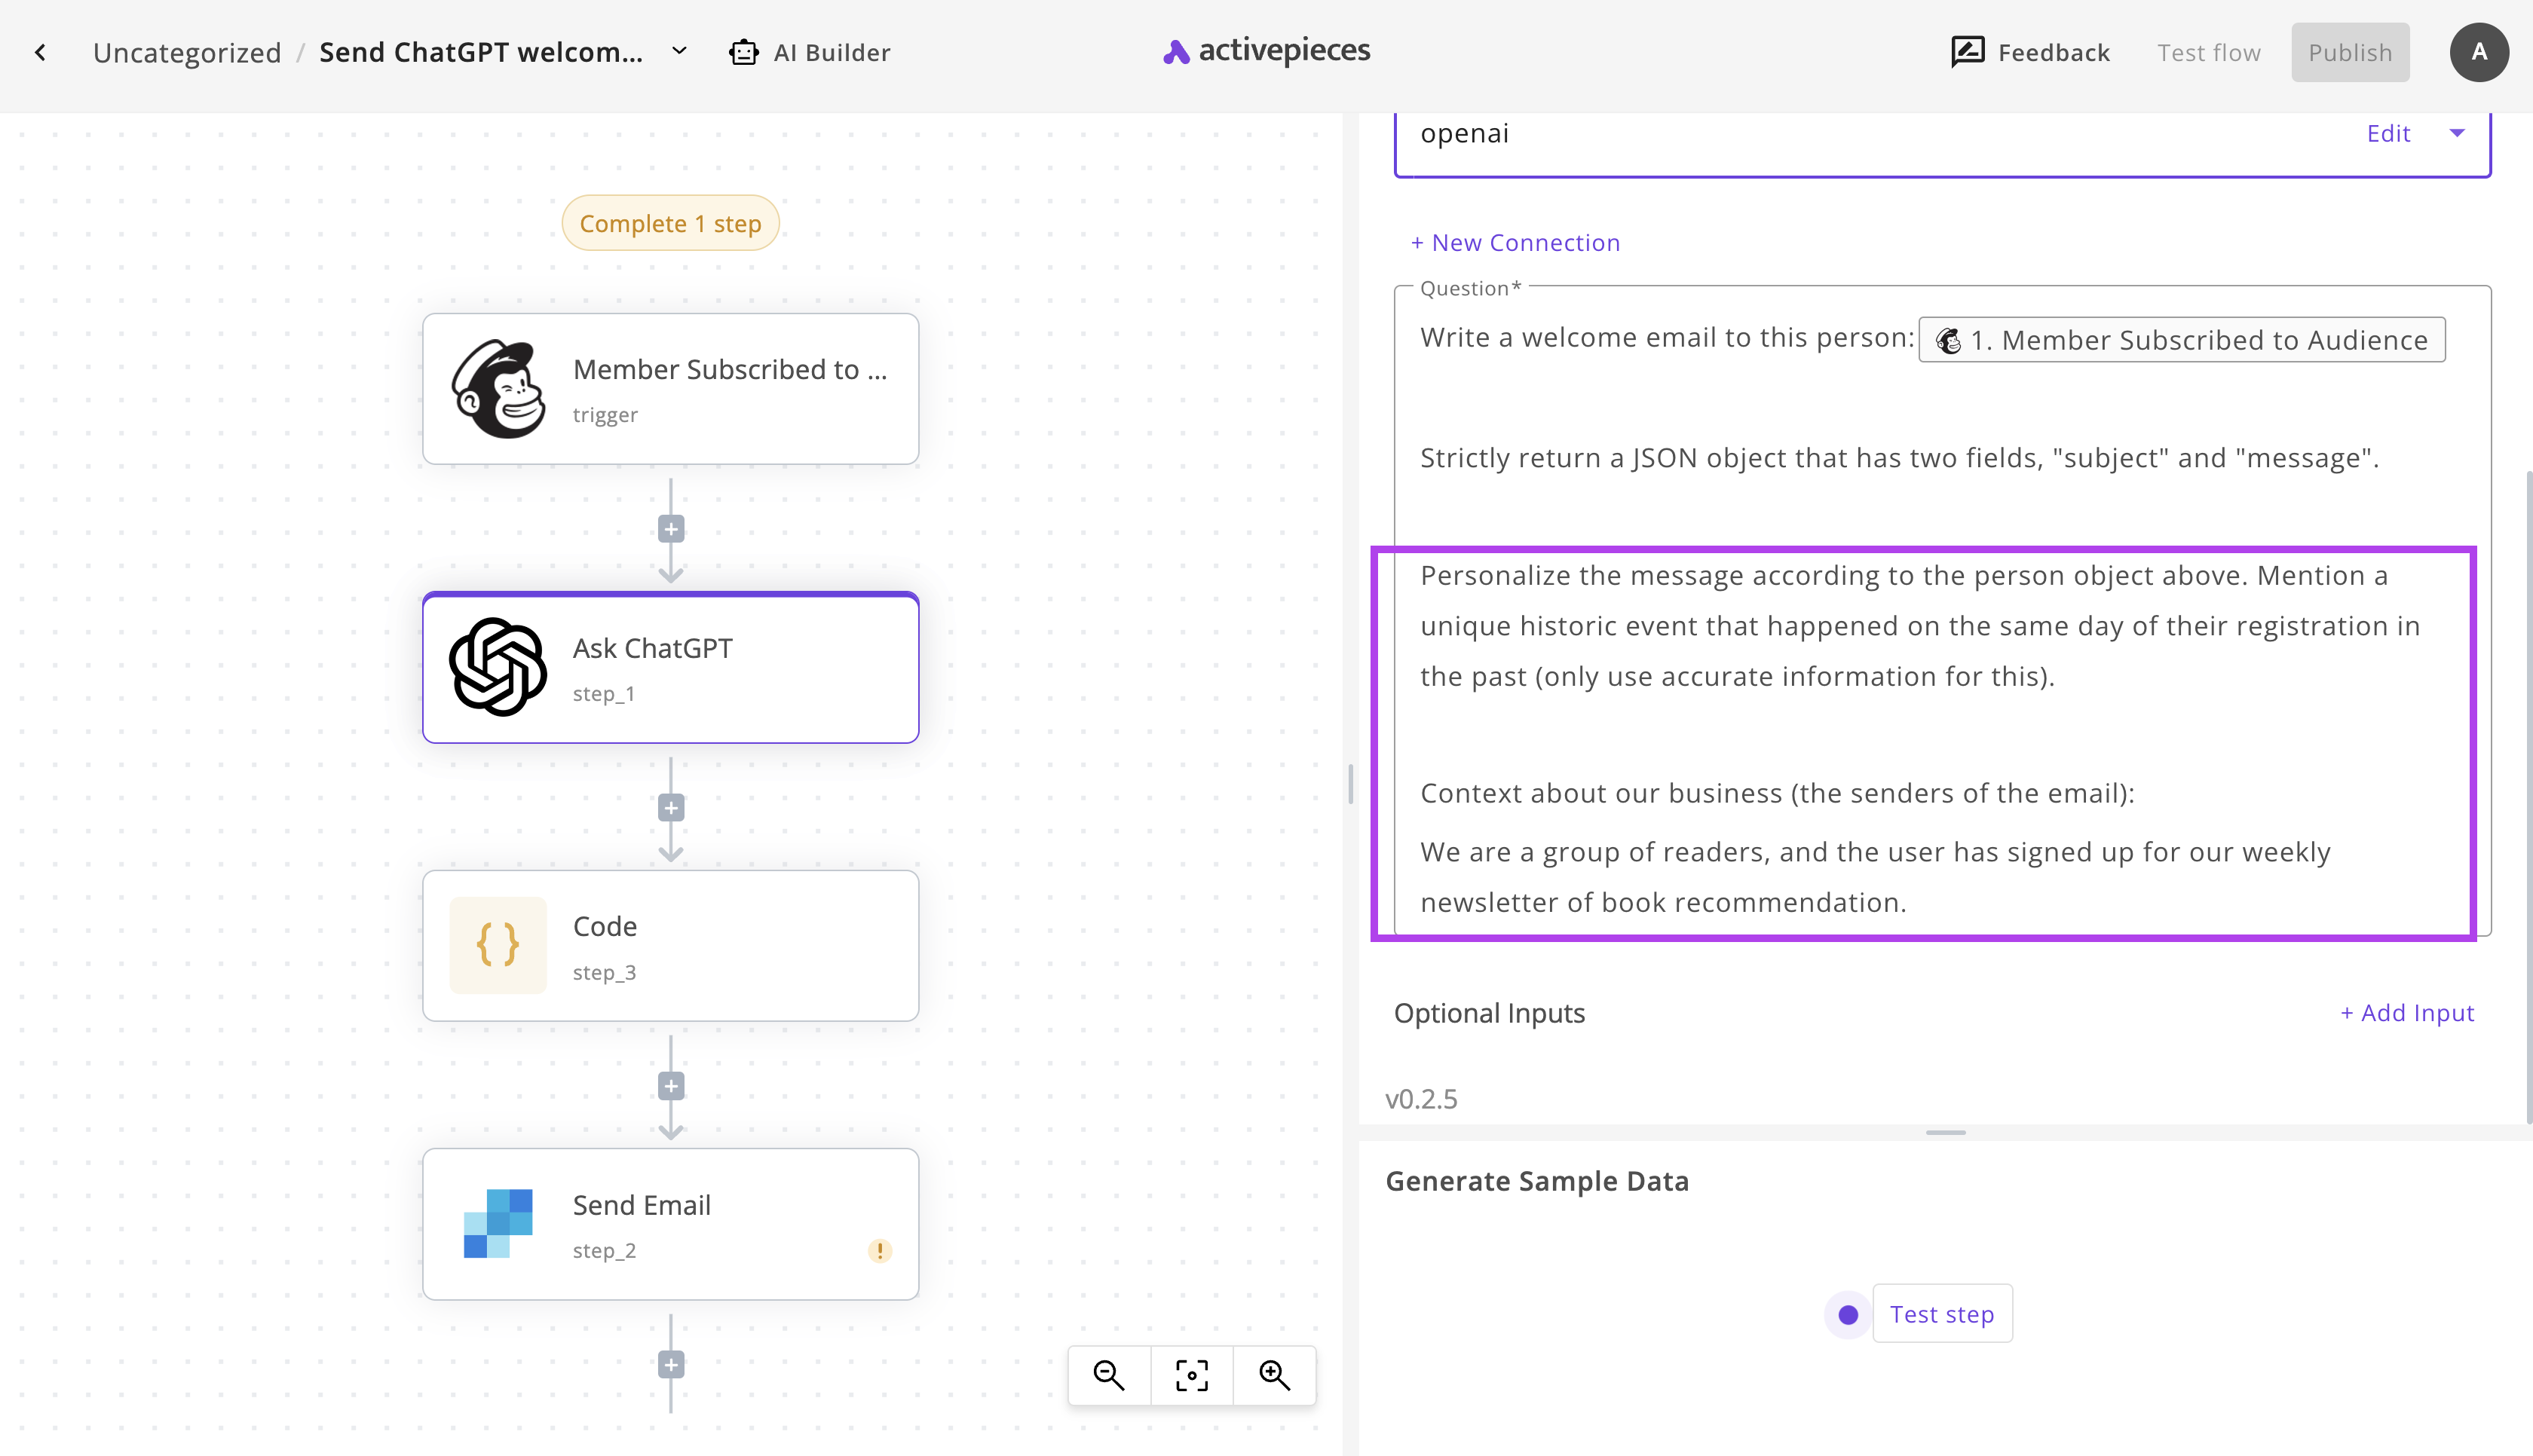 Uncategorized / Send ChatGPT welcom...
AI Builder
activepieces
Feedback
Test flow
Publish
A
Complete 1 step
Member Subscribed to ...
trigger
Ask ChatGPT
step_1
{ }
Code
step_3
Send Email
step_2
!
openai
Edit
+ New Connection
Question*
Write a welcome email to this person: 1. Member Subscribed to Audience
Strictly return a JSON object that has two fields, "subject" and "message".
Personalize the message according to the person object above. Mention a
unique historic event that happened on the same day of their registration in
the past (only use accurate information for this).
Context about our business (the senders of the email):
We are a group of readers, and the user has signed up for our weekly
newsletter of book recommendation.
Optional Inputs
+ Add Input
v0.2.5
Generate Sample Data
Test step